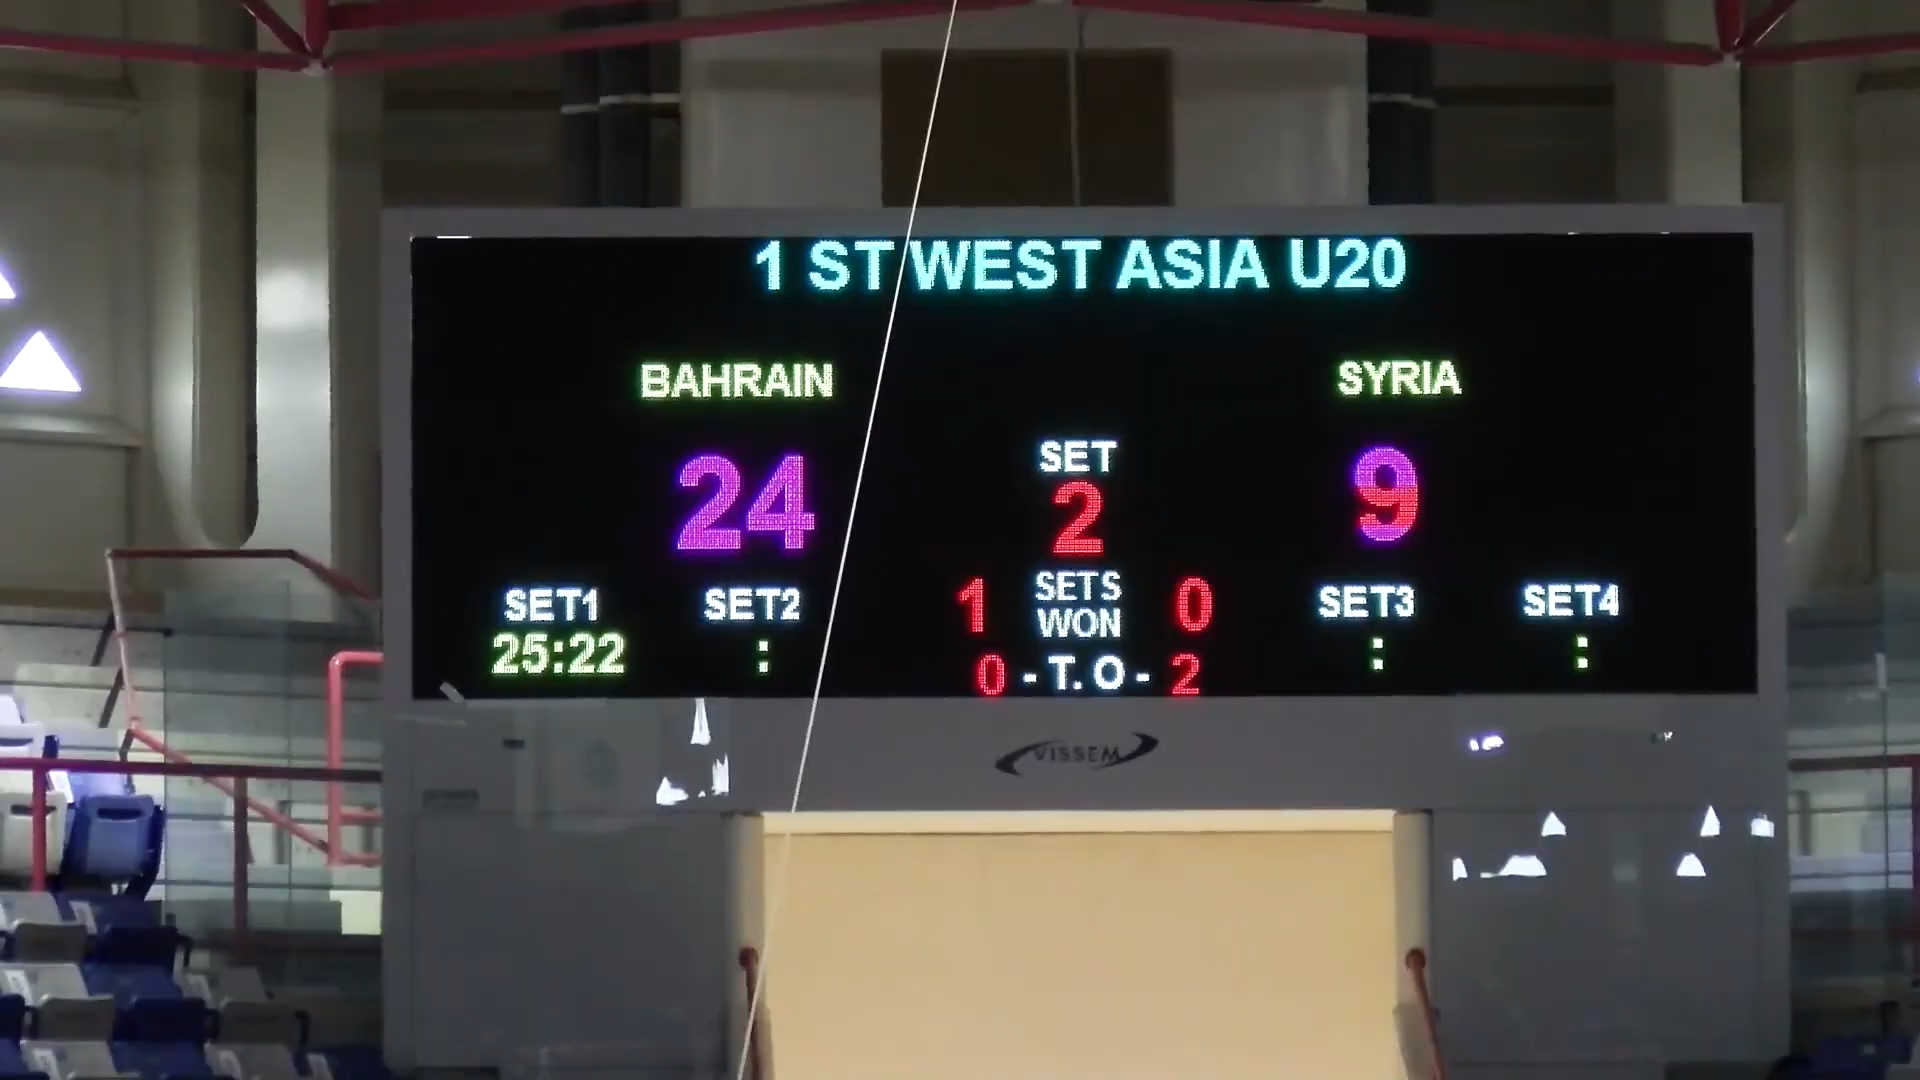 1 ST WEST ASIA U20
BAHRAIN SYRIA
24 SET 2 9
SET1 SET2 1 SETS WON 0 SET3 SET4
25:22 : : :
0 - T. O - 2
VISSEM